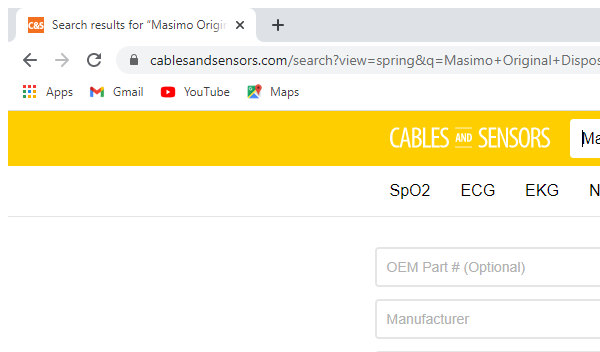 C&S Search results for “Masimo Origin
cablesandsensors.com/search?view=spring&q=Masimo+Original+Dispos
Apps Gmail YouTube Maps
CABLES AND SENSORS Ma
SpO2 ECG EKG N
OEM Part # (Optional)
Manufacturer